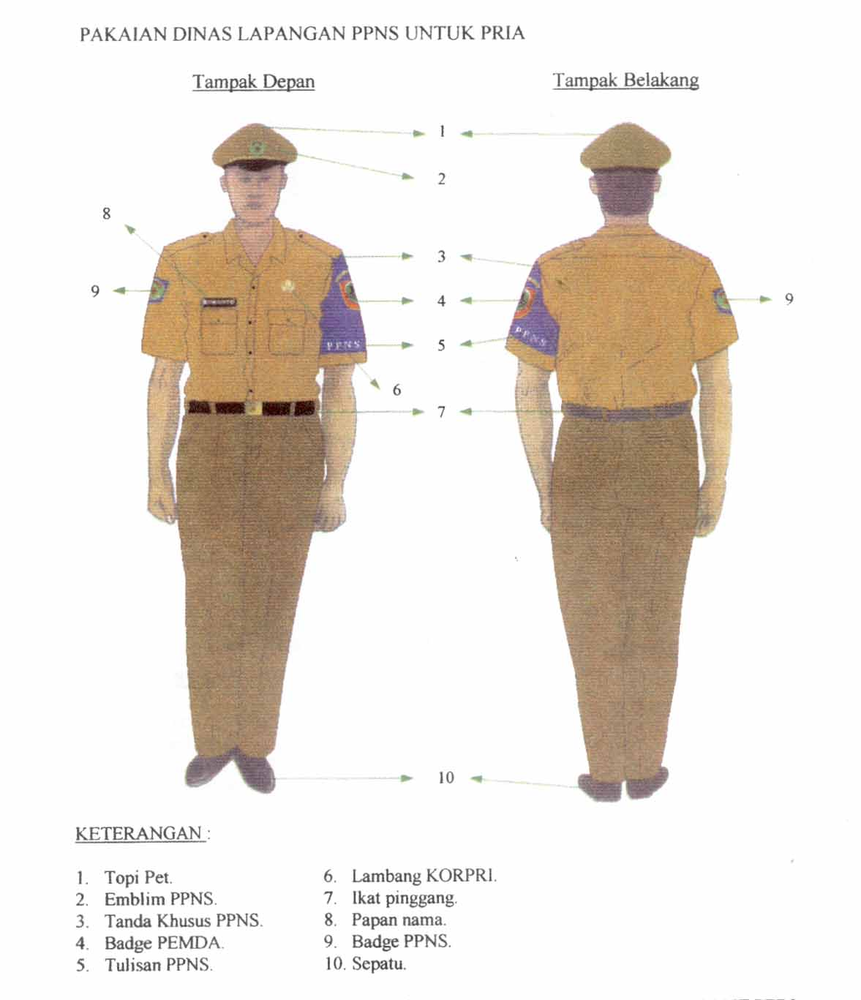 PAKAIAN DINAS LAPANGAN PPNS UNTUK PRIA
Tampak Depan
Tampak Belakang
1
2
8
3
9
4
9
PPNS
PPNS
5
6
7
10
KETERANGAN :
1. Topi Pet.
2. Emblim PPNS.
3. Tanda Khusus PPNS.
4. Badge PEMDA.
5. Tulisan PPNS.
6. Lambang KORPRI.
7. Ikat pinggang.
8. Papan nama.
9. Badge PPNS.
10. Sepatu.